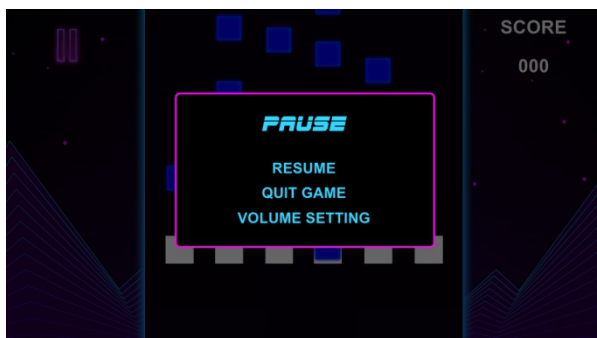 SCORE
000
PAUSE
RESUME
QUIT GAME
VOLUME SETTING